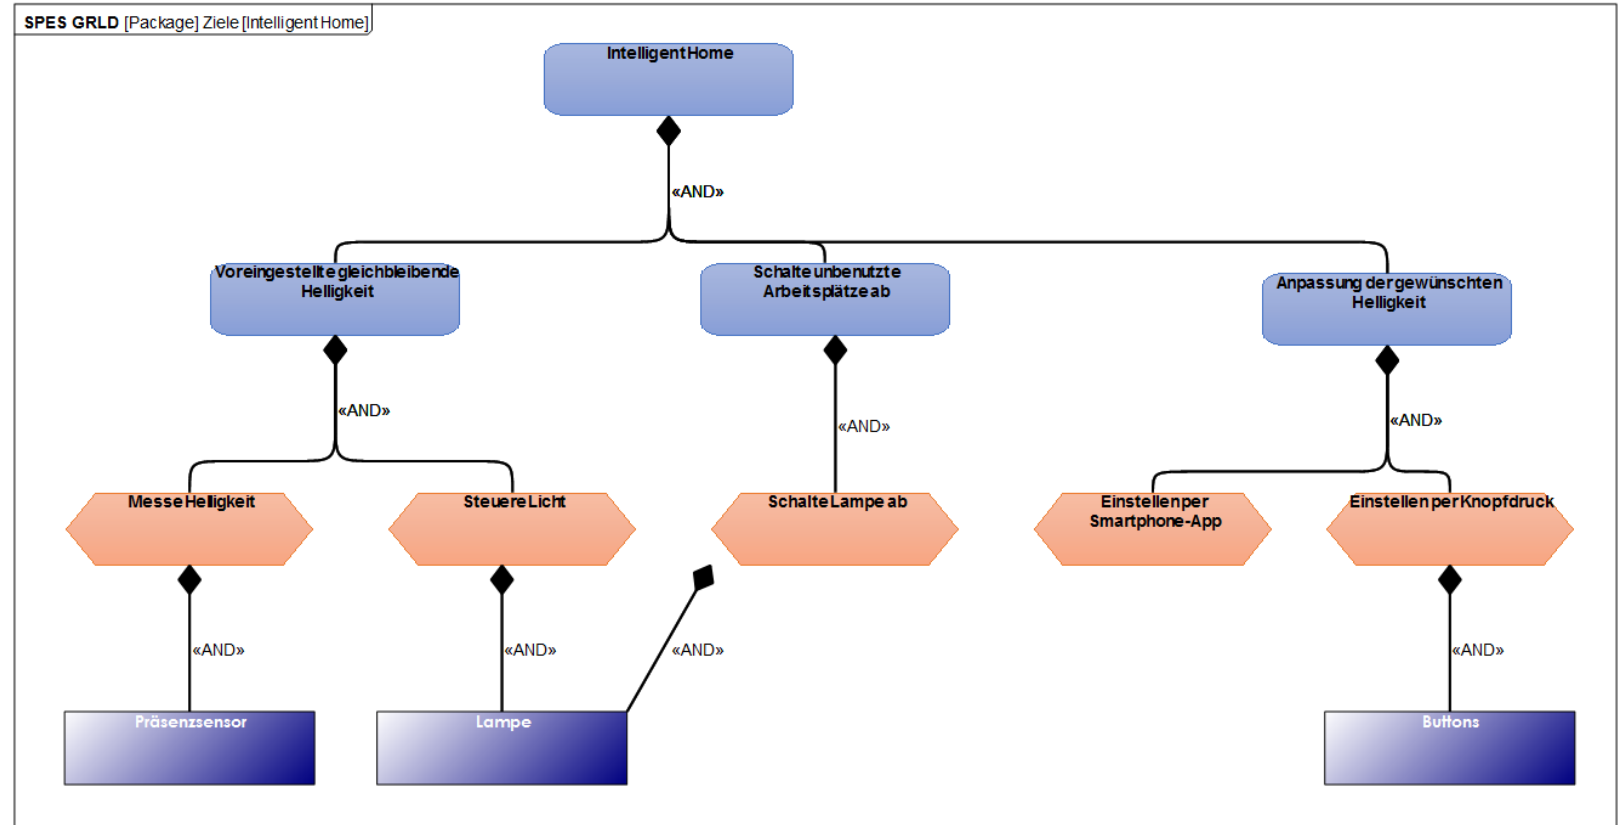 SPES GRLD [Package] Ziele [Intelligent Home]
Intelligent Home
«AND»
Voreingestellte gleichbleibende
Helligkeit
Schalte unbenutzte
Arbeitsplätze ab
Anpassung der gewünschten
Helligkeit
«AND»
«AND»
«AND»
Messe Helligkeit
Steuere Licht
Schalte Lampe ab
Einstellen per
Smartphone-App
Einstellen per Knopfdruck
«AND»
«AND»
«AND»
«AND»
Präsenzsensor
Lampe
Buttons